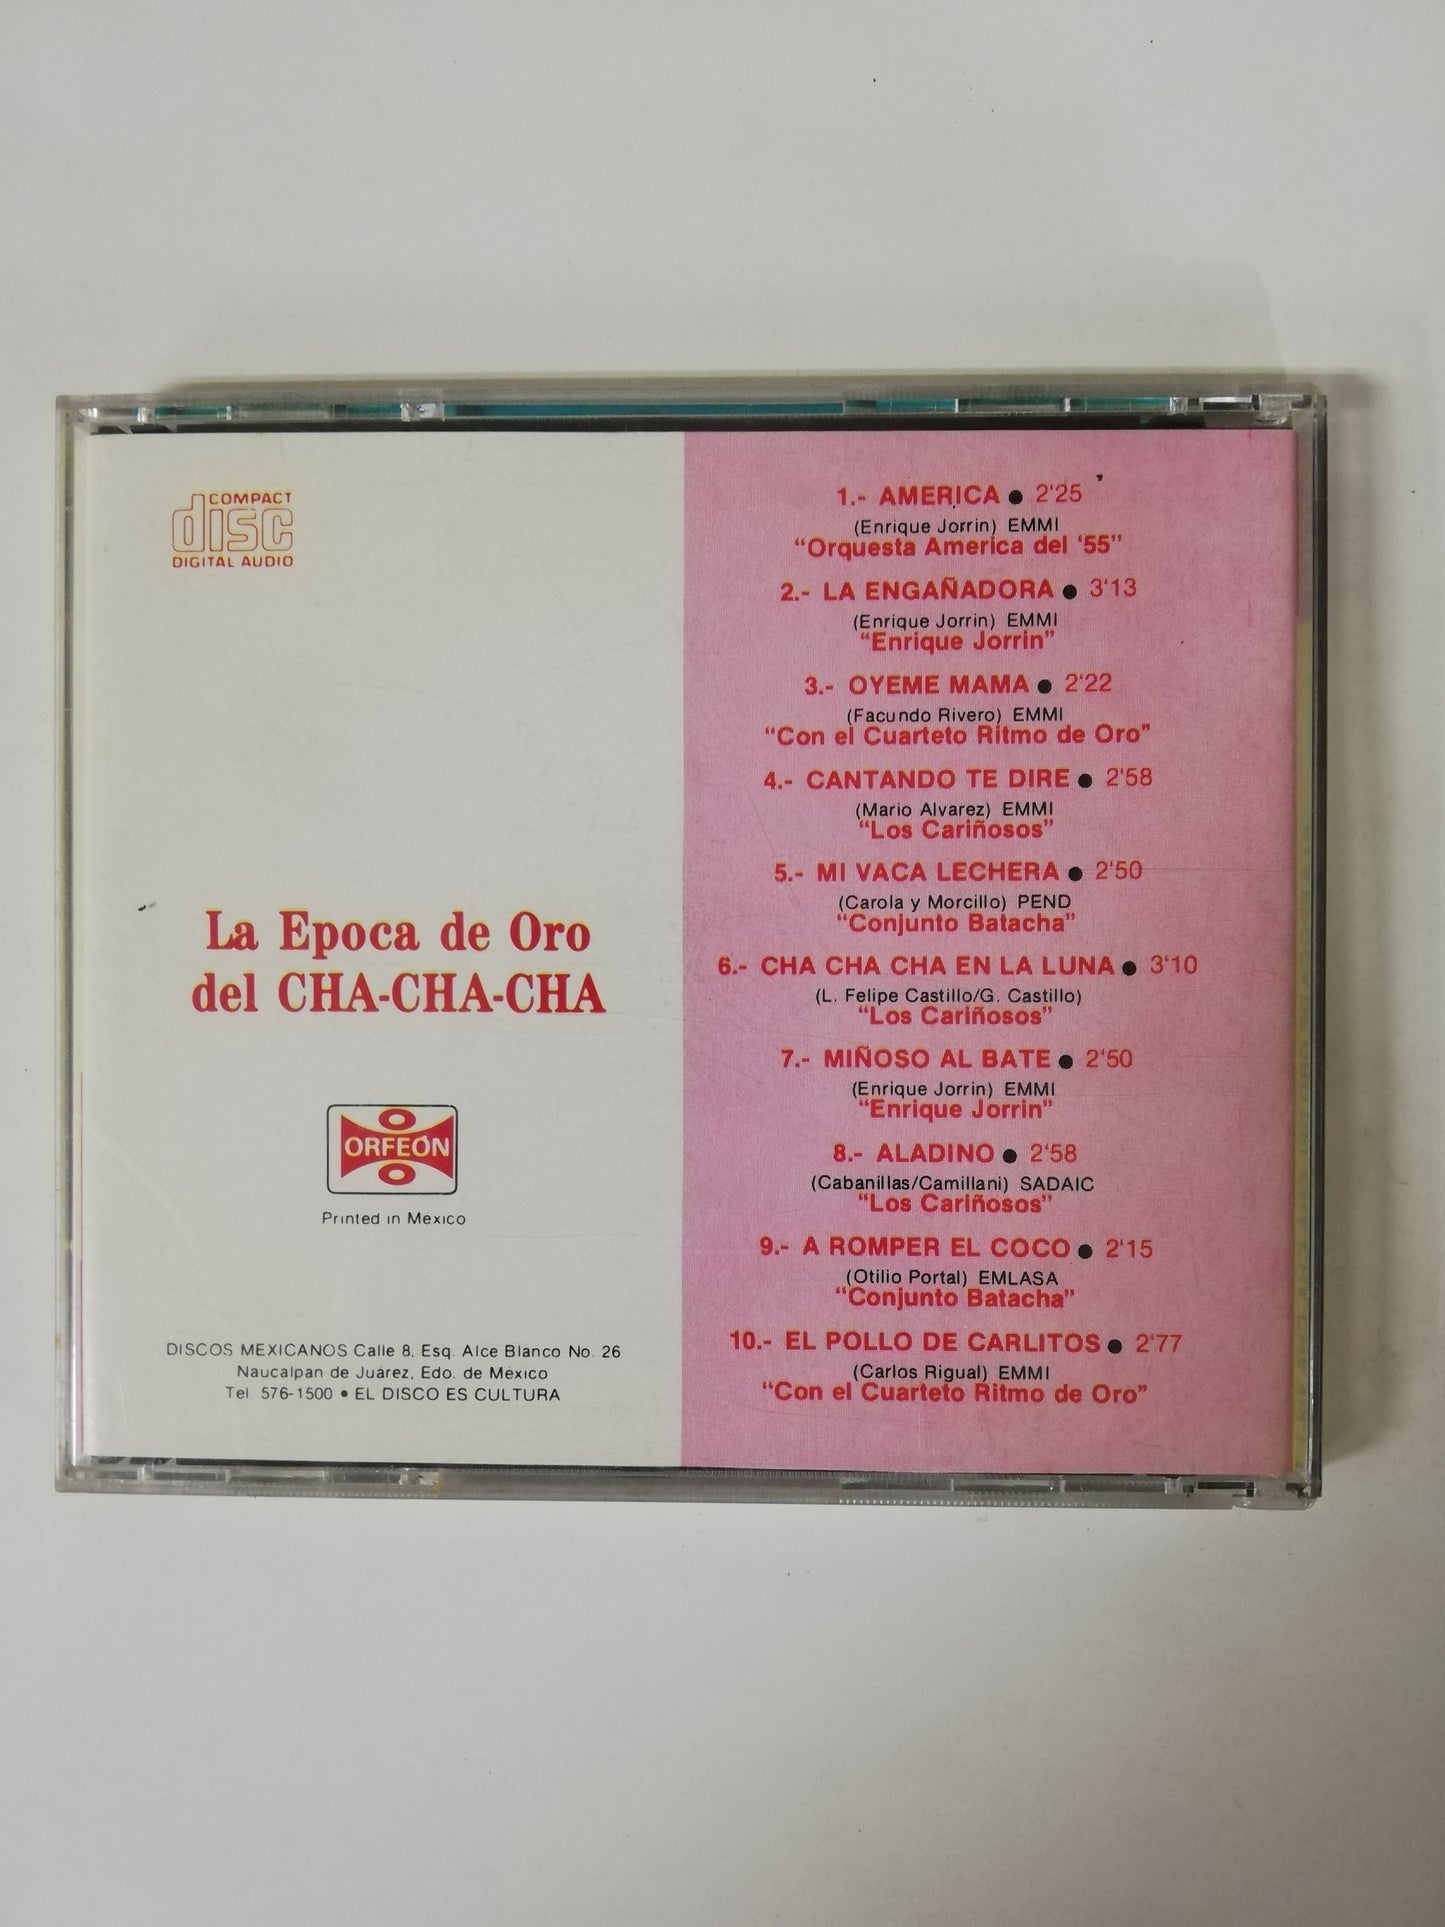 COMPACT
disc
DIGITAL AUDIO
La Epoca de Oro
del CHA-CHA-CHA
ORFEÓN
Printed in Mexico
DISCOS MEXICANOS Calle 8, Esq. Alce Blanco No. 26
Naucalpan de Juárez, Edo. de México
Tel. 576-1500 • EL DISCO ES CULTURA
1.- AMERICA ● 2'25
(Enrique Jorrin) EMMI
"Orquesta America del '55"
2.- LA ENGAÑADORA ● 3'13
(Enrique Jorrin) EMMI
"Enrique Jorrin"
3.- OYEME MAMA ● 2'22
(Facundo Rivero) EMMI
"Con el Cuarteto Ritmo de Oro"
4.- CANTANDO TE DIRE ● 2'58
(Mario Alvarez) EMMI
"Los Cariñosos"
5.- MI VACA LECHERA ● 2'50
(Carola y Morcillo) PEND
"Conjunto Batacha"
6.- CHA CHA CHA EN LA LUNA ● 3'10
(L. Felipe Castillo/G. Castillo)
"Los Cariñosos"
7.- MIÑOSO AL BATE ● 2'50
(Enrique Jorrin) EMMI
"Enrique Jorrin"
8.- ALADINO ● 2'58
(Cabanillas/Camillani) SADAIC
"Los Cariñosos"
9.- A ROMPER EL COCO ● 2'15
(Otilio Portal) EMLASA
"Conjunto Batacha"
10.- EL POLLO DE CARLITOS ● 2'77
(Carlos Rigual) EMMI
"Con el Cuarteto Ritmo de Oro"